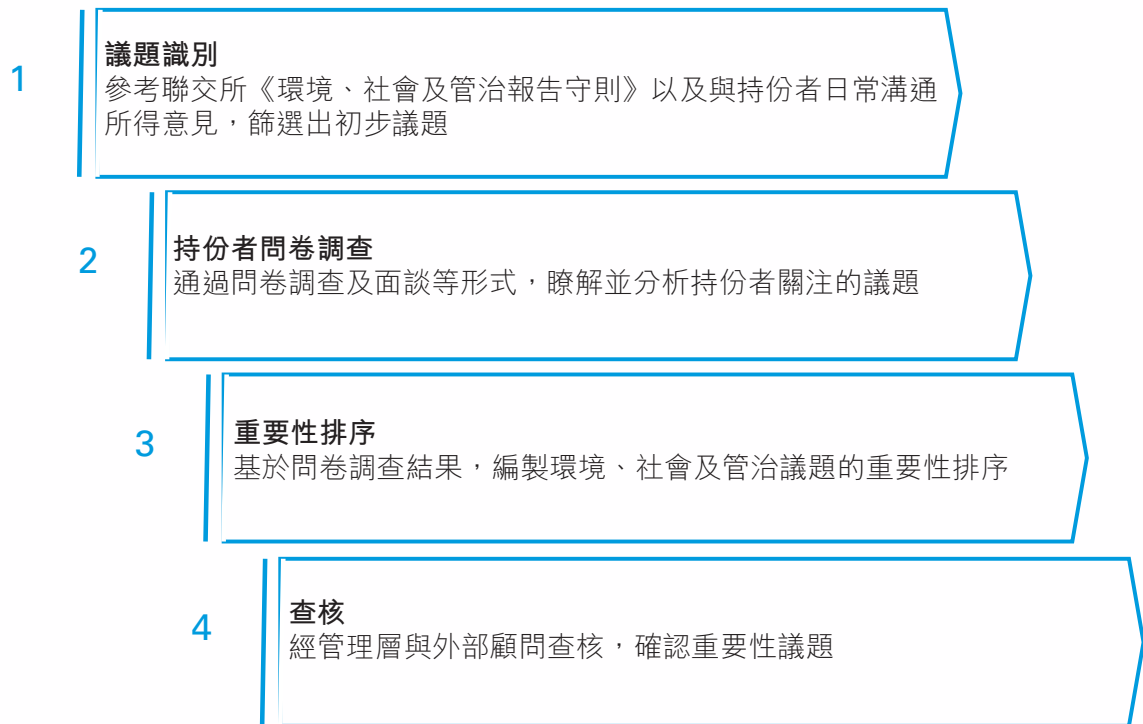 1
議題識別
參考聯交所《環境、社會及管治報告守則》以及與持份者日常溝通
所得意見，篩選出初步議題
2
持份者問卷調查
通過問卷調查及面談等形式，瞭解並分析持份者關注的議題
3
重要性排序
基於問卷調查結果，編製環境、社會及管治議題的重要性排序
4
查核
經管理層與外部顧問查核，確認重要性議題